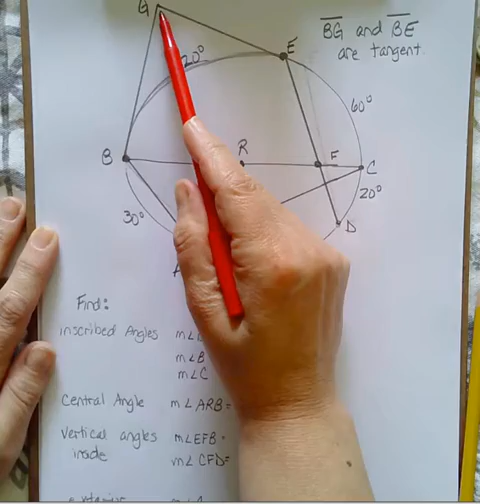 G
BG and BE
are tangent.
E
20°
60°
B
R
F
C
20°
D
30°
A
Find:
inscribed Angles
m∠B
m∠C
Central Angle m∠ARB=
Vertical angles m∠EFB =
inside m∠CFD=